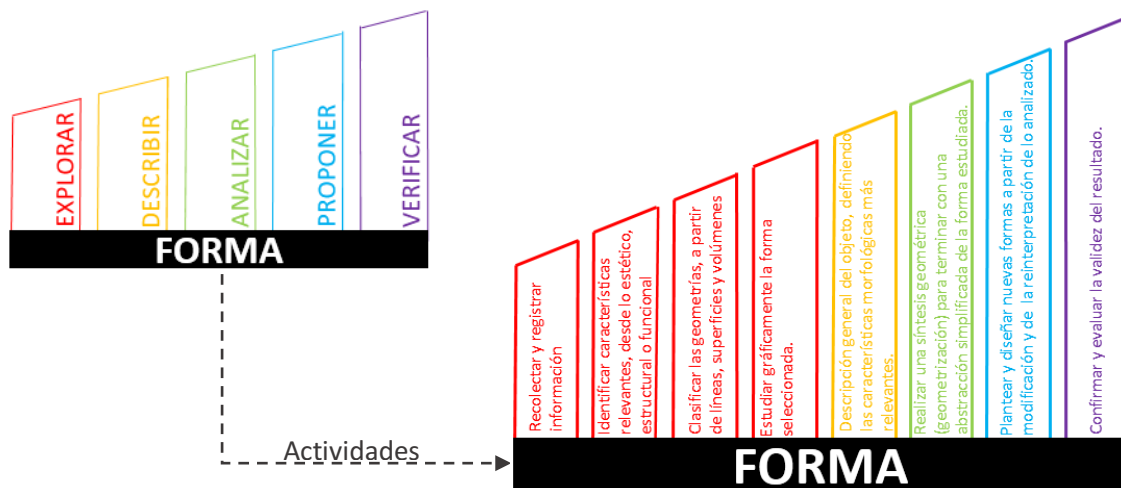 EXPLORAR
DESCRIBIR
ANALIZAR
PROPONER
VERIFICAR
FORMA
Actividades
Recolectar y registrar
información
Identificar características
relevantes, desde lo estético,
estructural o funcional
Clasificar las geometrías, a partir
de líneas, superficies y volúmenes
Estudiar gráficamente la forma
seleccionada.
Descripción general del objeto, definiendo
las características morfológicas más
relevantes.
Realizar una síntesis geométrica
(geometrización) para terminar con una
abstracción simplificada de la forma estudiada.
Plantear y diseñar nuevas formas a partir de la
modificación y de la reinterpretación de lo analizado.
Confirmar y evaluar la validez del resultado.
FORMA